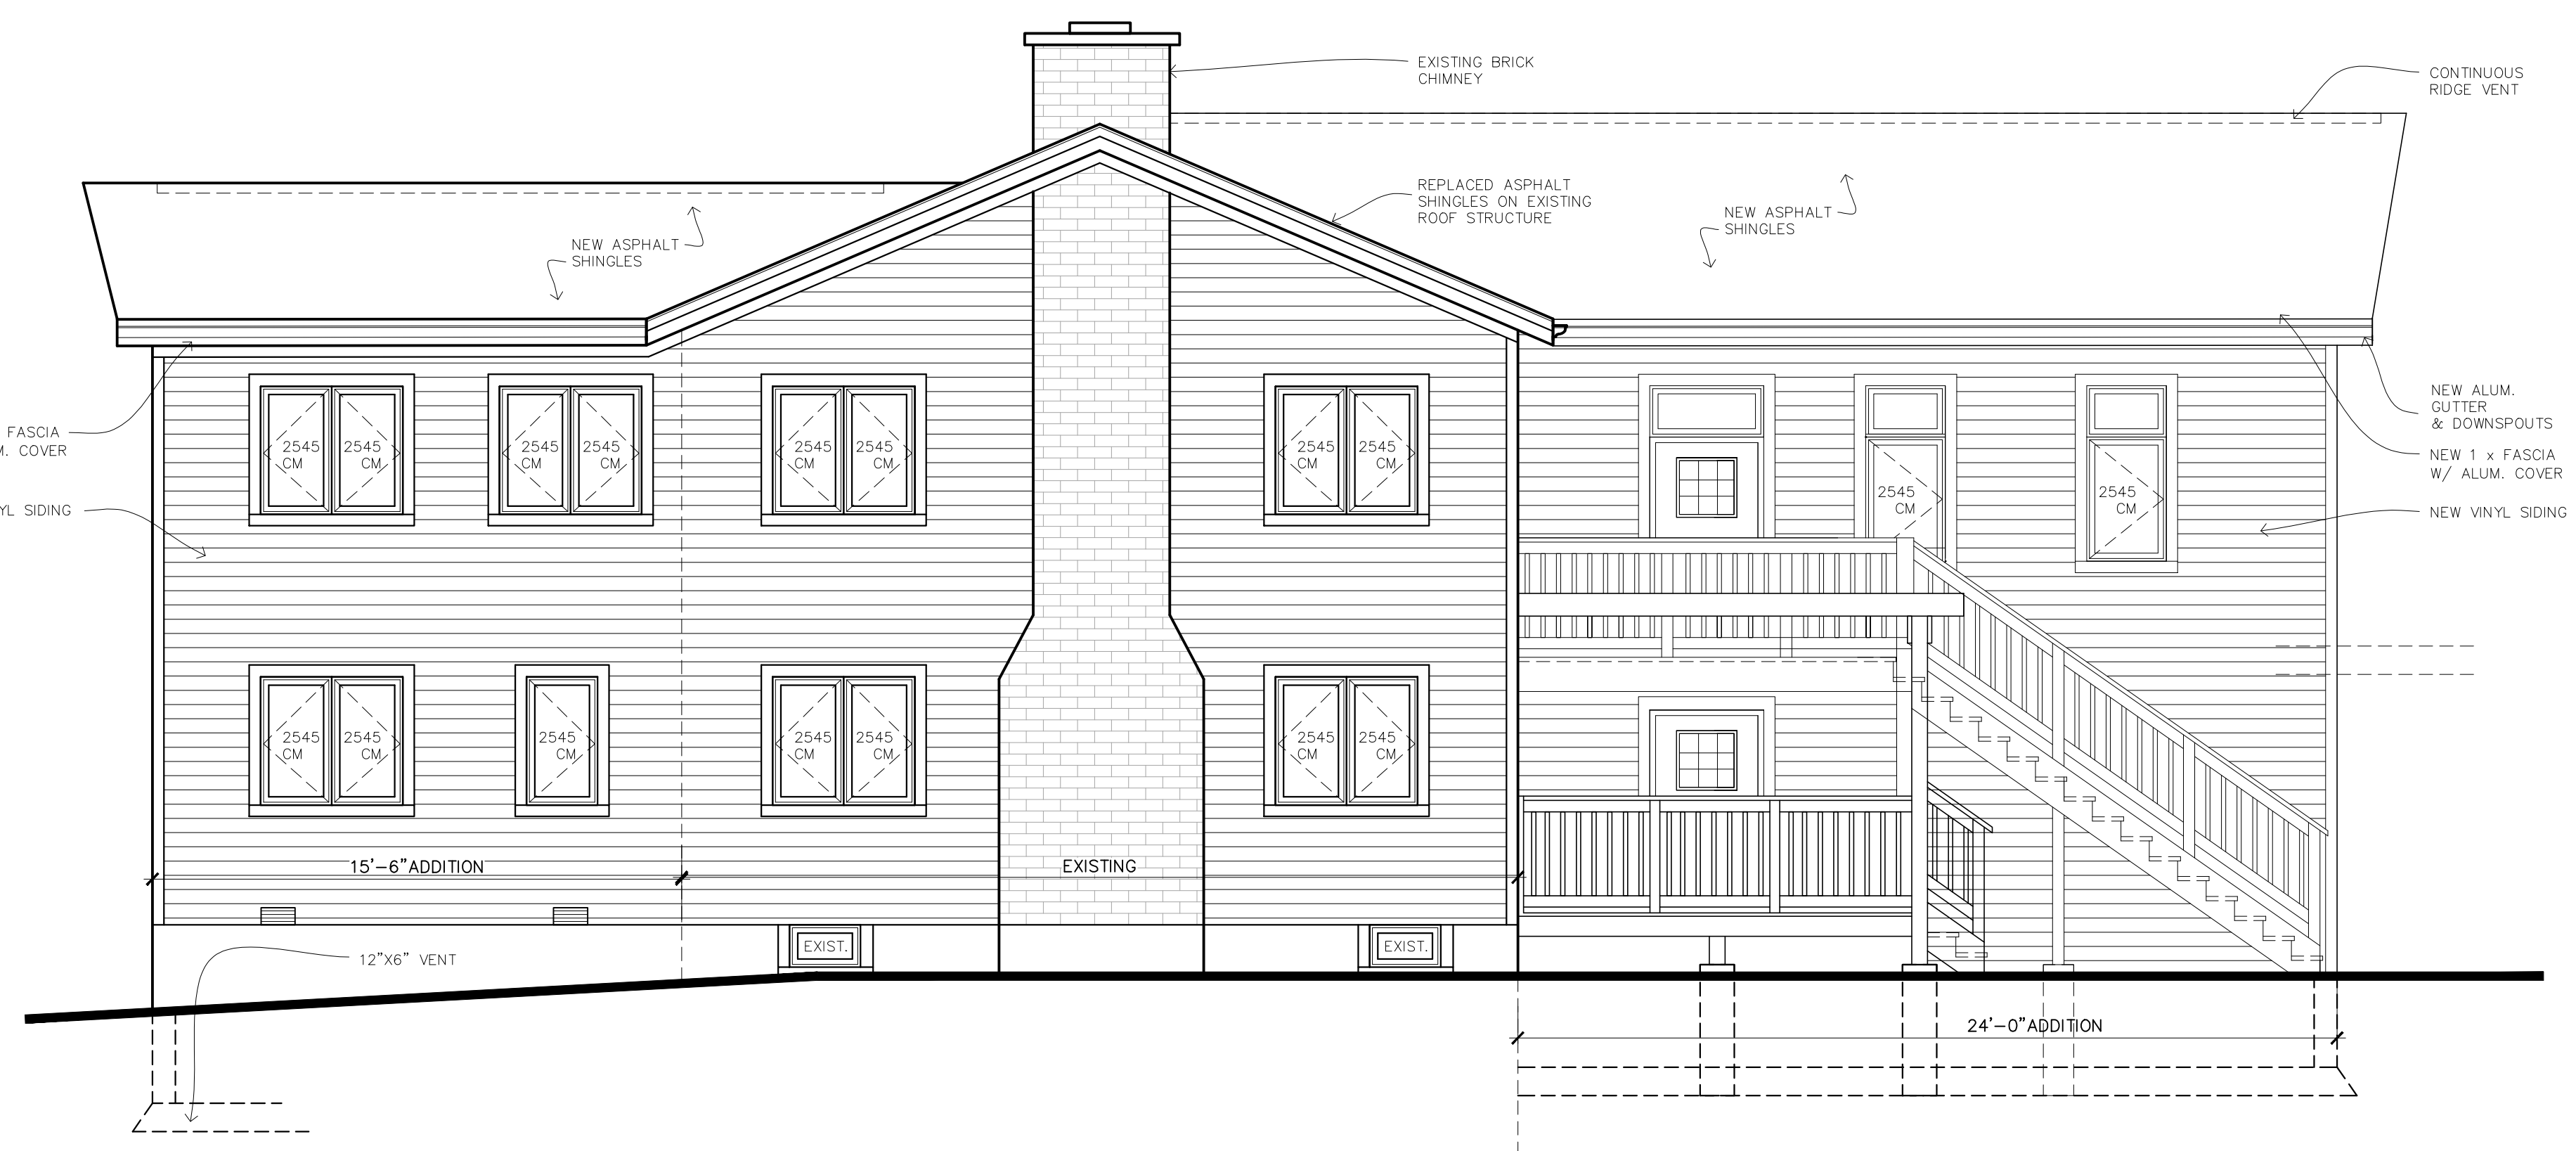 EXISTING BRICK
CHIMNEY
CONTINUOUS
RIDGE VENT
REPLACED ASPHALT
SHINGLES ON EXISTING
ROOF STRUCTURE
NEW ASPHALT
SHINGLES
NEW ASPHALT
SHINGLES
NEW ALUM.
GUTTER
& DOWNSPOUTS
FASCIA
M. COVER
NEW 1 x FASCIA
W/ ALUM. COVER
YL SIDING
NEW VINYL SIDING
2545
CM
2545
CM
2545
CM
2545
CM
2545
CM
2545
CM
2545
CM
2545
CM
2545
CM
2545
CM
2545
CM
2545
CM
2545
CM
2545
CM
2545
CM
2545
CM
2545
CM
15'-6"ADDITION
EXISTING
EXIST.
EXIST.
12"X6" VENT
24'-0"ADDITION